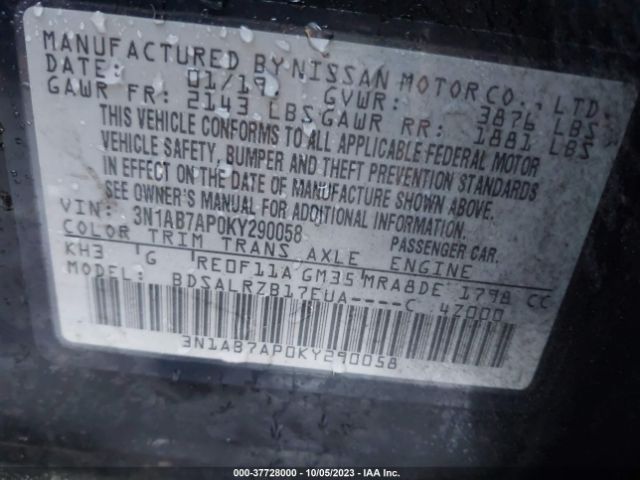 MANUFACTURED BY NISSAN MOTOR CO., LTD.
DATE: 01/19 GVWR: 3876 LBS
GAWR FR: 2143 LBS GAWR RR: 1881 LBS
THIS VEHICLE CONFORMS TO ALL APPLICABLE FEDERAL MOTOR
VEHICLE SAFETY, BUMPER AND THEFT PREVENTION STANDARDS
IN EFFECT ON THE DATE OF MANUFACTURE SHOWN ABOVE.
SEE OWNER'S MANUAL FOR ADDITIONAL INFORMATION.
VIN: 3N1AB7AP0KY290058 PASSENGER CAR.
COLOR TRIM TRANS AXLE ENGINE
KH3 G RE0F11A GM35 MRA8DE 1798 CC
MODEL: BDSALRZB17EUA----C 4Z000
3N1AB7AP0KY290058
000-37728000 - 10/05/2023 - IAA Inc.